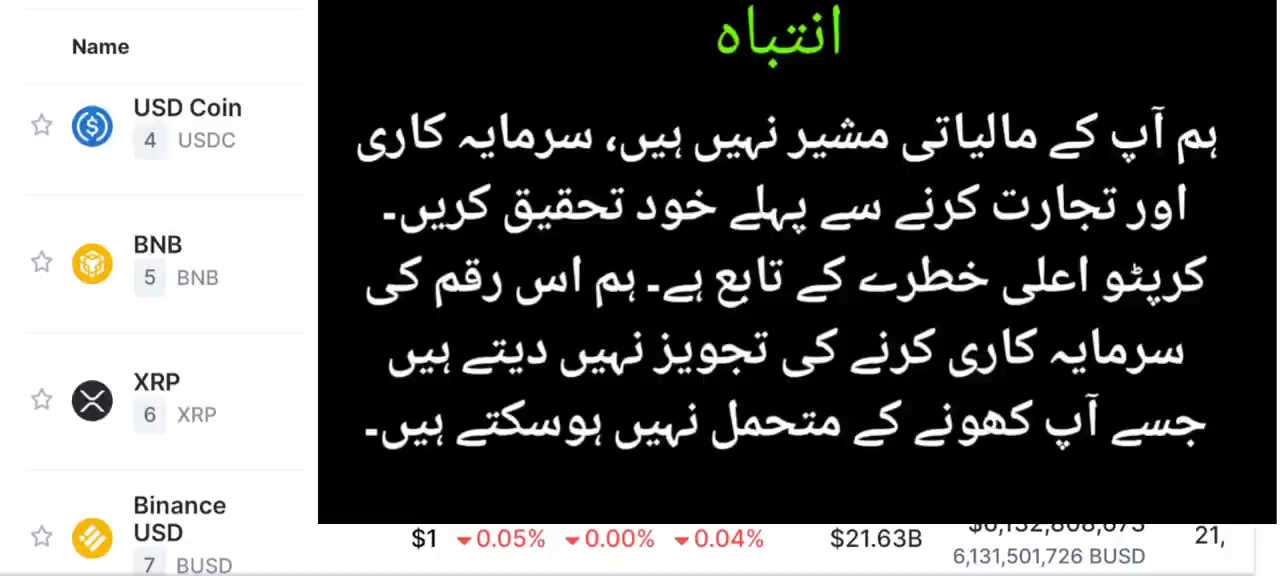 Name
USD Coin
4 USDC
BNB
5 BNB
XRP
6 XRP
Binance
USD
7 BUSD
انتباہ
ہم آپ کے مالیاتی مشیر نہیں ہیں، سرمایہ کاری
اور تجارت کرنے سے پہلے خود تحقیق کریں۔
کرپٹو اعلی خطرے کے تابع ہے۔ ہم اس رقم کی
سرمایہ کاری کرنے کی تجویز نہیں دیتے ہیں
جسے آپ کھونے کے متحمل نہیں ہوسکتے ہیں۔
$1 0.05% 0.00% 0.04% $21.63B 21,
6,131,501,726 BUSD